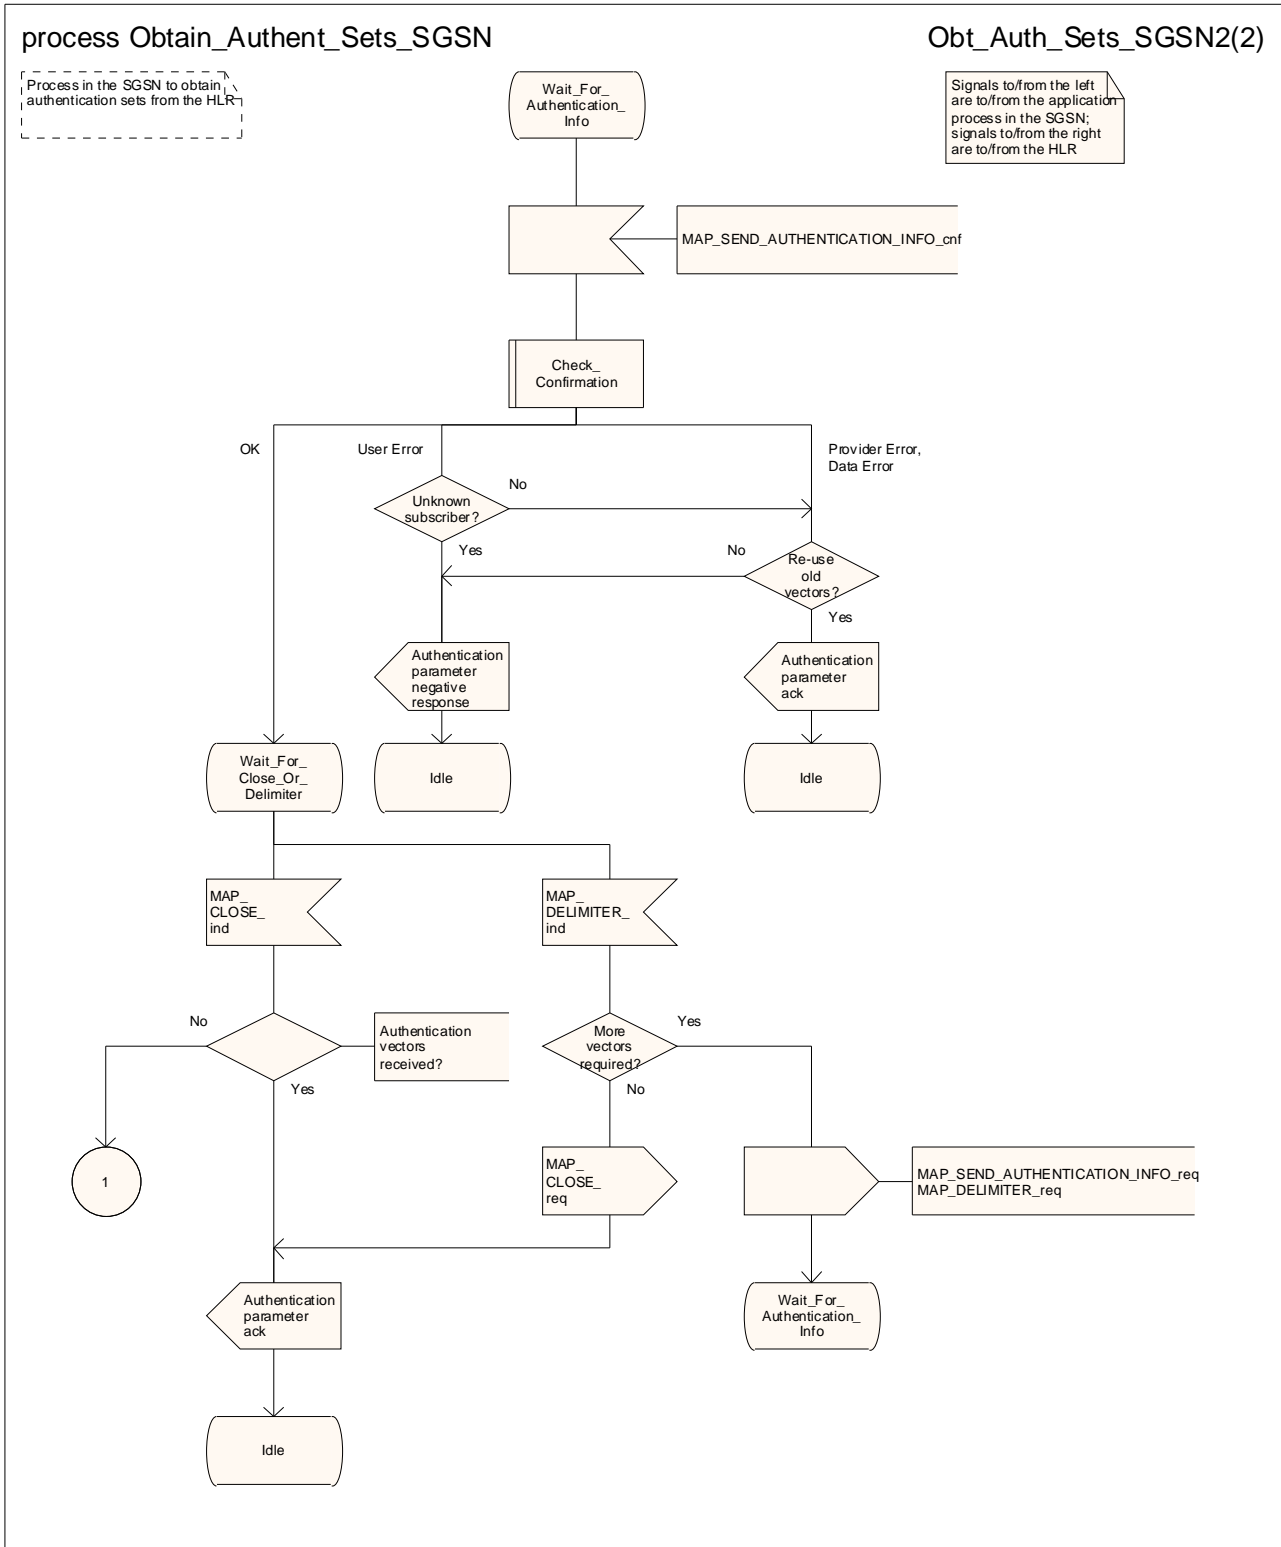 process Obtain_Authent_Sets_SGSN
Obt_Auth_Sets_SGSN2(2)
Process in the SGSN to obtain
authentication sets from the HLR
Wait_For_
Authentication_
Info
Signals to/from the left
are to/from the application
process in the SGSN;
signals to/from the right
are to/from the HLR
MAP_SEND_AUTHENTICATION_INFO_cnf
Check_
Confirmation
OK
User Error
Provider Error,
Data Error
Unknown
subscriber?
No
Yes
No
Re-use
old
vectors?
Yes
Authentication
parameter
negative
response
Authentication
parameter
ack
Wait_For_
Close_Or_
Delimiter
Idle
Idle
MAP_
CLOSE_
ind
MAP_
DELIMITER_
ind
No
Authentication
vectors
received?
Yes
More
vectors
required?
Yes
No
1
MAP_
CLOSE_
req
MAP_SEND_AUTHENTICATION_INFO_req
MAP_DELIMITER_req
Authentication
parameter
ack
Wait_For_
Authentication_
Info
Idle